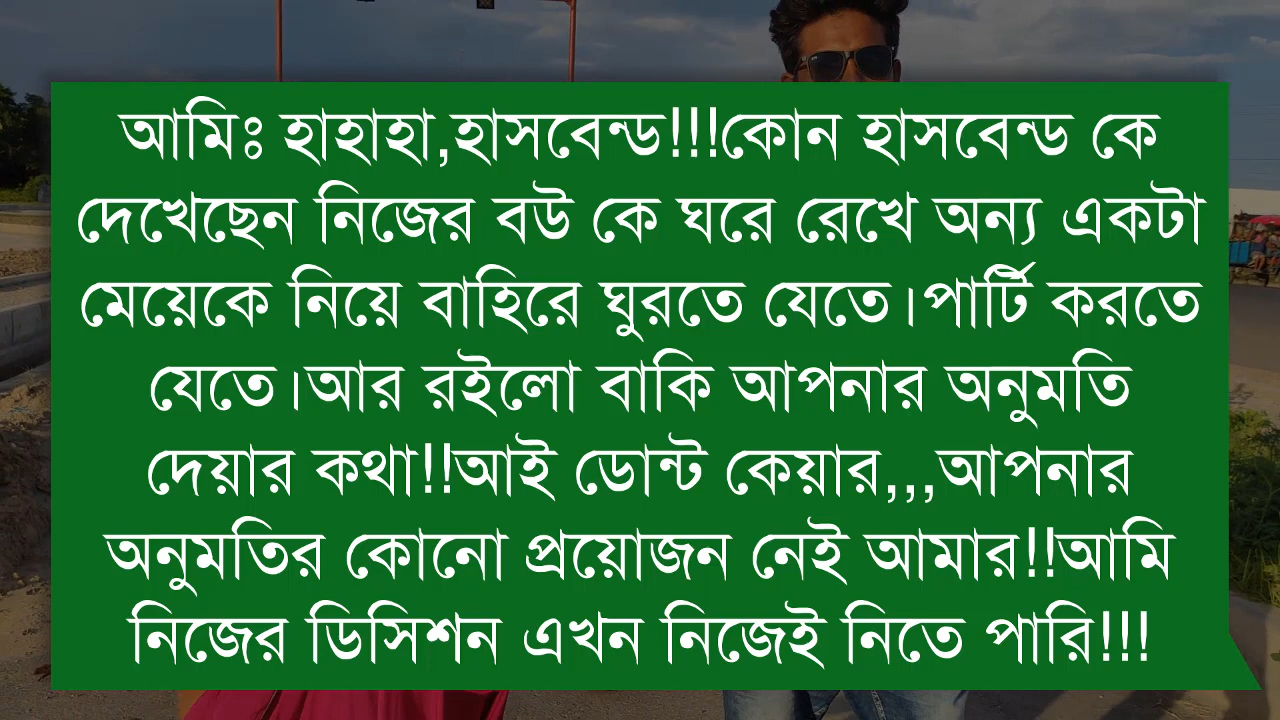 আমিঃ হাহাহা,হাসবেন্ড!!!কোন হাসবেন্ড কে
দেখেছেন নিজের বউ কে ঘরে রেখে অন্য একটা
মেয়েকে নিয়ে বাহিরে ঘুরতে যেতে।পার্টি করতে
যেতে।আর রইলো বাকি আপনার অনুমতি
দেয়ার কথা!!আই ডোন্ট কেয়ার,,,আপনার
অনুমতির কোনো প্রয়োজন নেই আমার!!আমি
নিজের ডিসিশন এখন নিজেই নিতে পারি!!!